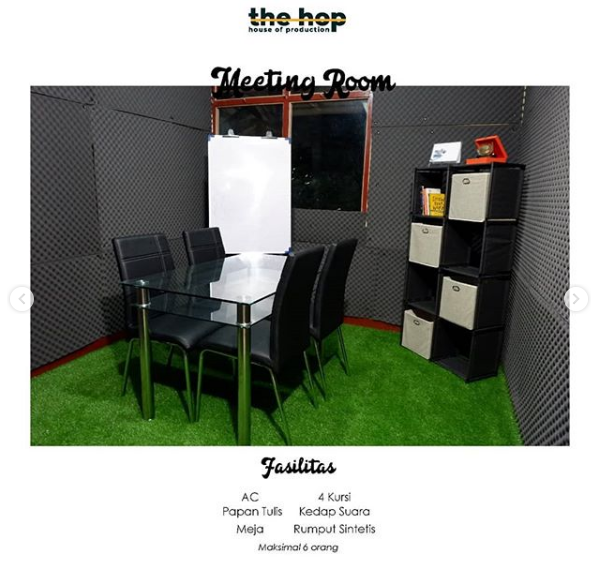 the hop
house of production
Meeting Room
Fasilitas
AC
4 Kursi
Papan Tulis
Kedap Suara
Meja
Rumput Sintetis
Maksimal 6 orang